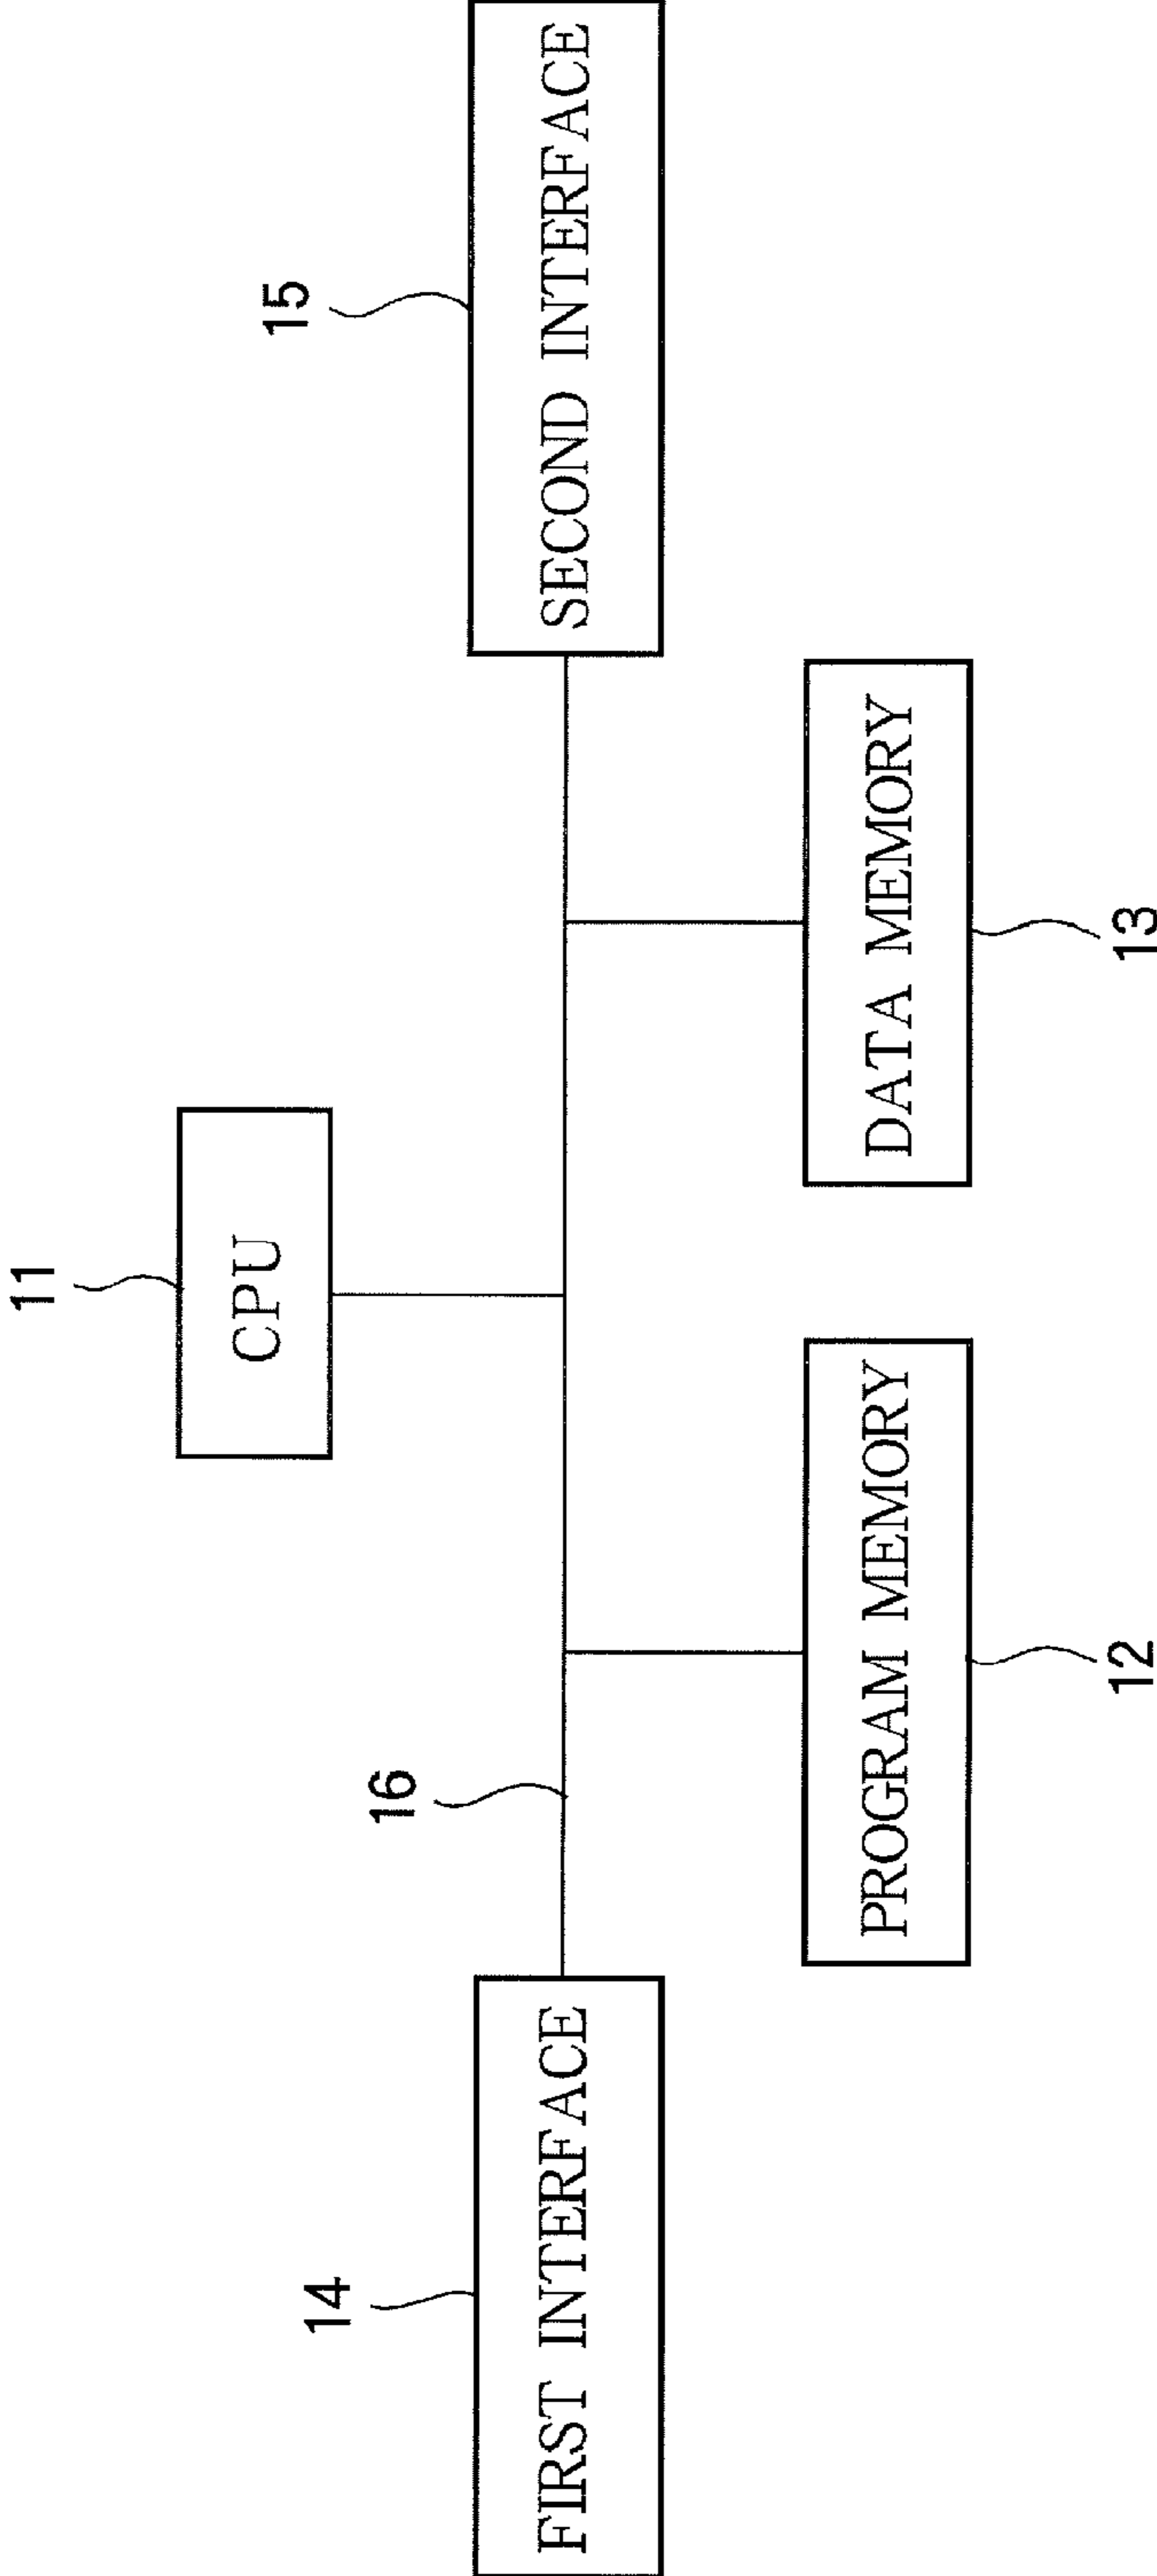 11
CPU
15
14
16
FIRST INTERFACE
SECOND INTERFACE
PROGRAM MEMORY
DATA MEMORY
12
13